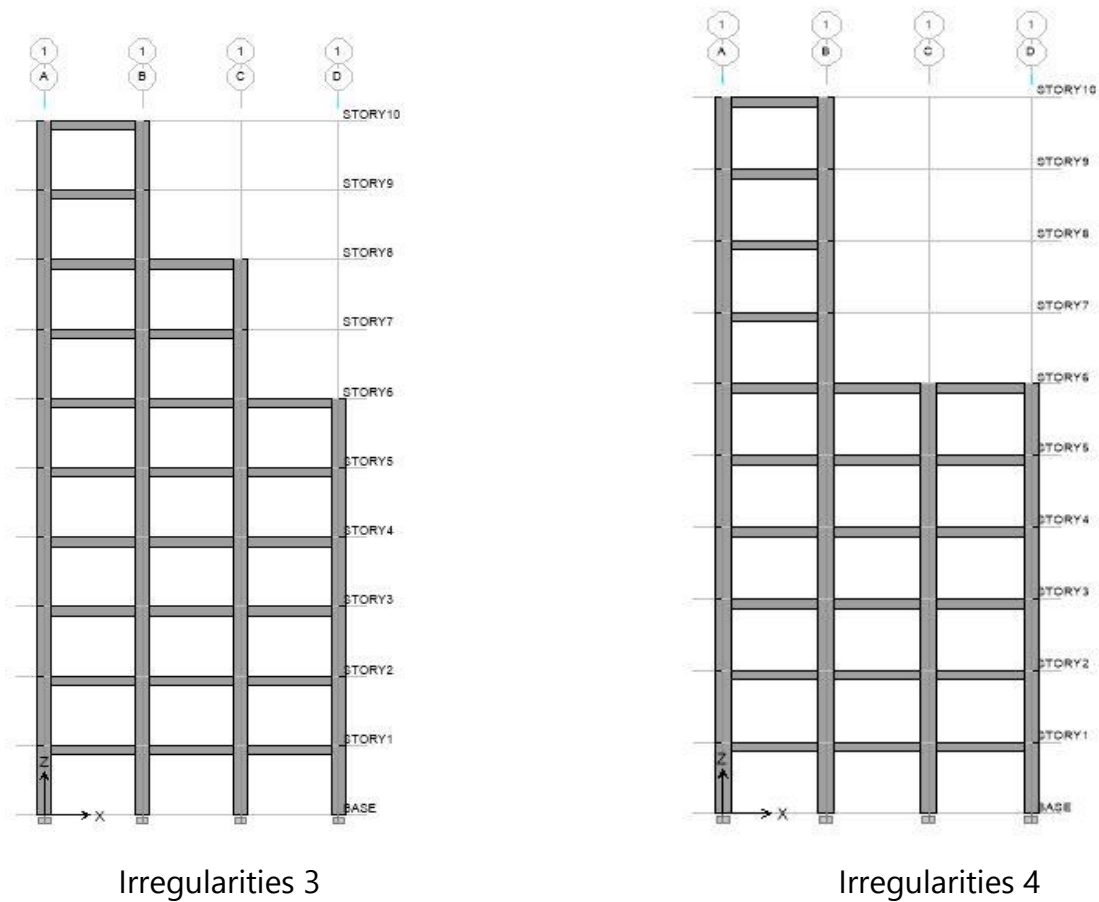 1 1 1 1
A B C D
STORY10
STORY9
STORY8
STORY7
STORY6
STORY5
STORY4
STORY3
STORY2
STORY1
Z
BASE
X
Irregularities 3
1 1 1 1
A B C D
STORY10
STORY9
STORY8
STORY7
STORY6
STORY5
STORY4
STORY3
STORY2
STORY1
Z
BASE
X
Irregularities 4